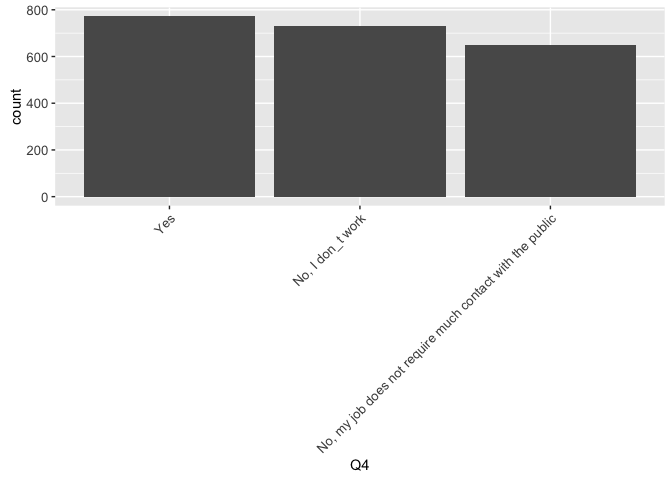 800
600
400
200
0
count
Yes
No, I don_t work
No, my job does not require much contact with the public
Q4